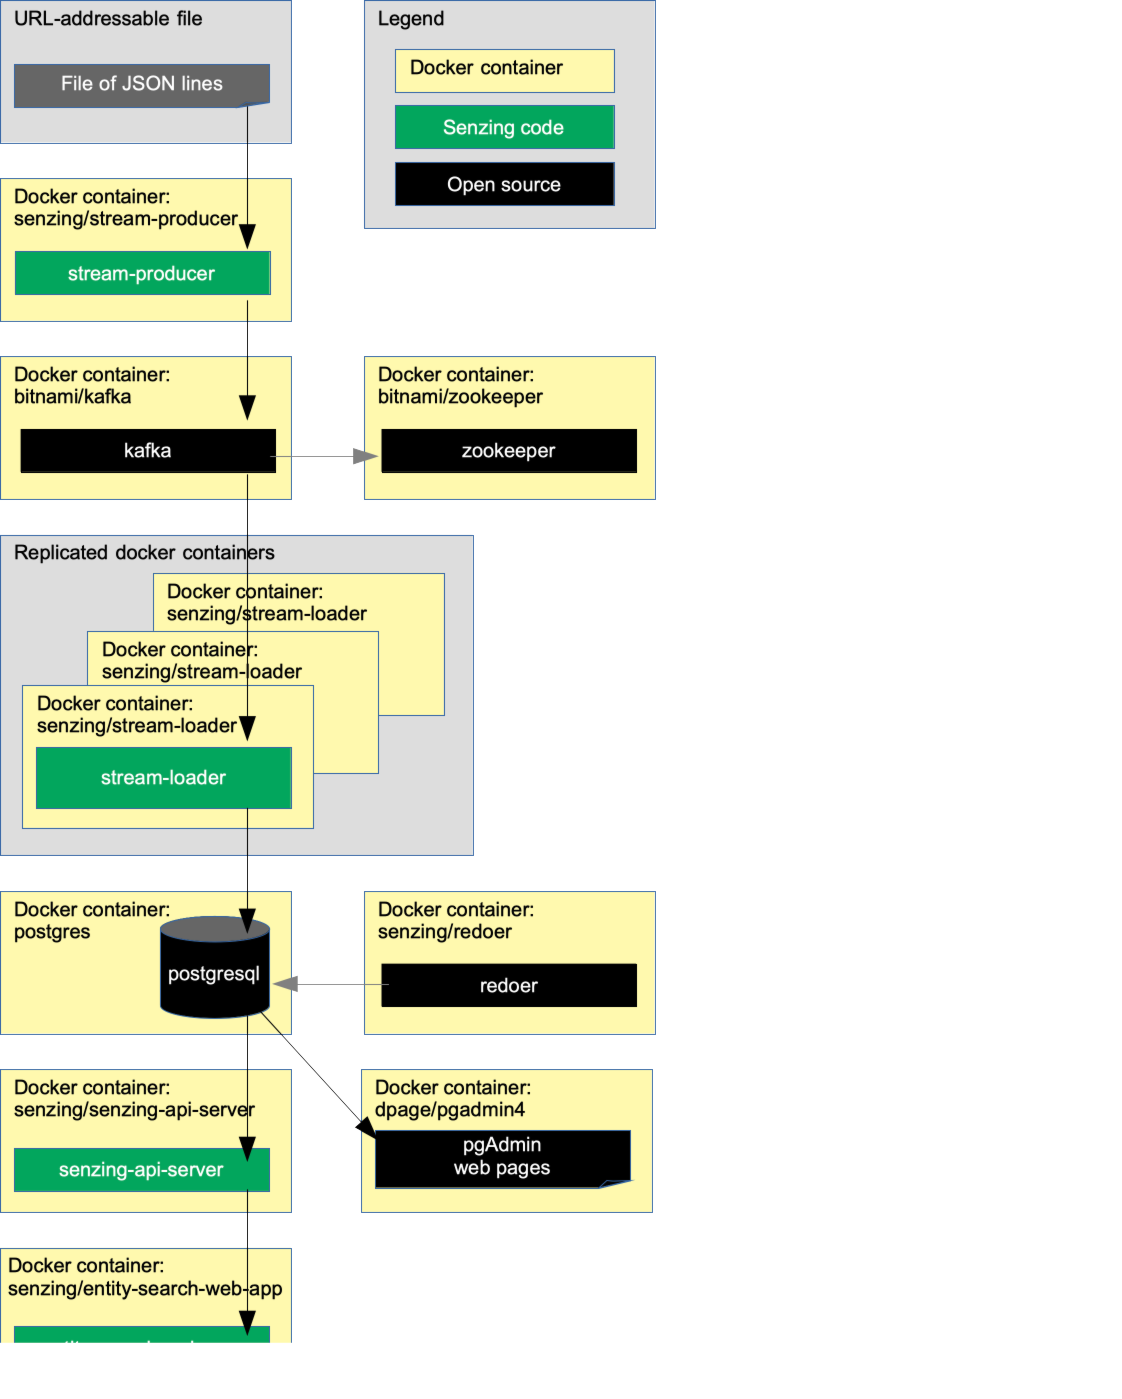 URL-addressable file
File of JSON lines
Legend
Docker container
Senzing code
Open source
Docker container:
senzing/stream-producer
stream-producer
Docker container:
bitnami/kafka
kafka
Docker container:
bitnami/zookeeper
zookeeper
Replicated docker containers
Docker container:
senzing/stream-loader
Docker container:
senzing/stream-loader
Docker container:
senzing/stream-loader
stream-loader
Docker container:
postgres
postgresql
Docker container:
senzing/redoer
redoer
Docker container:
senzing/senzing-api-server
senzing-api-server
Docker container:
dpage/pgadmin4
pgAdmin
web pages
Docker container:
senzing/entity-search-web-app